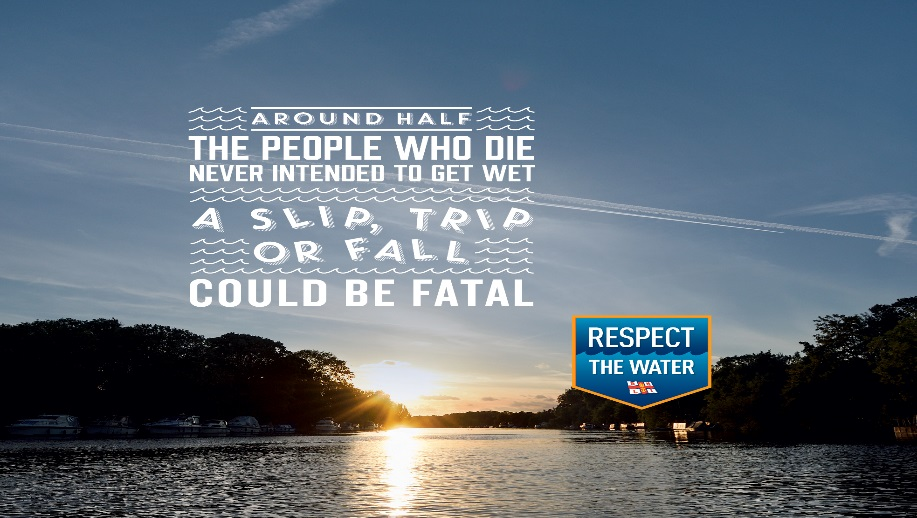 AROUND HALF
THE PEOPLE WHO DIE
NEVER INTENDED TO GET WET
A SLIP, TRIP
OR FALL
COULD BE FATAL
RESPECT
THE WATER